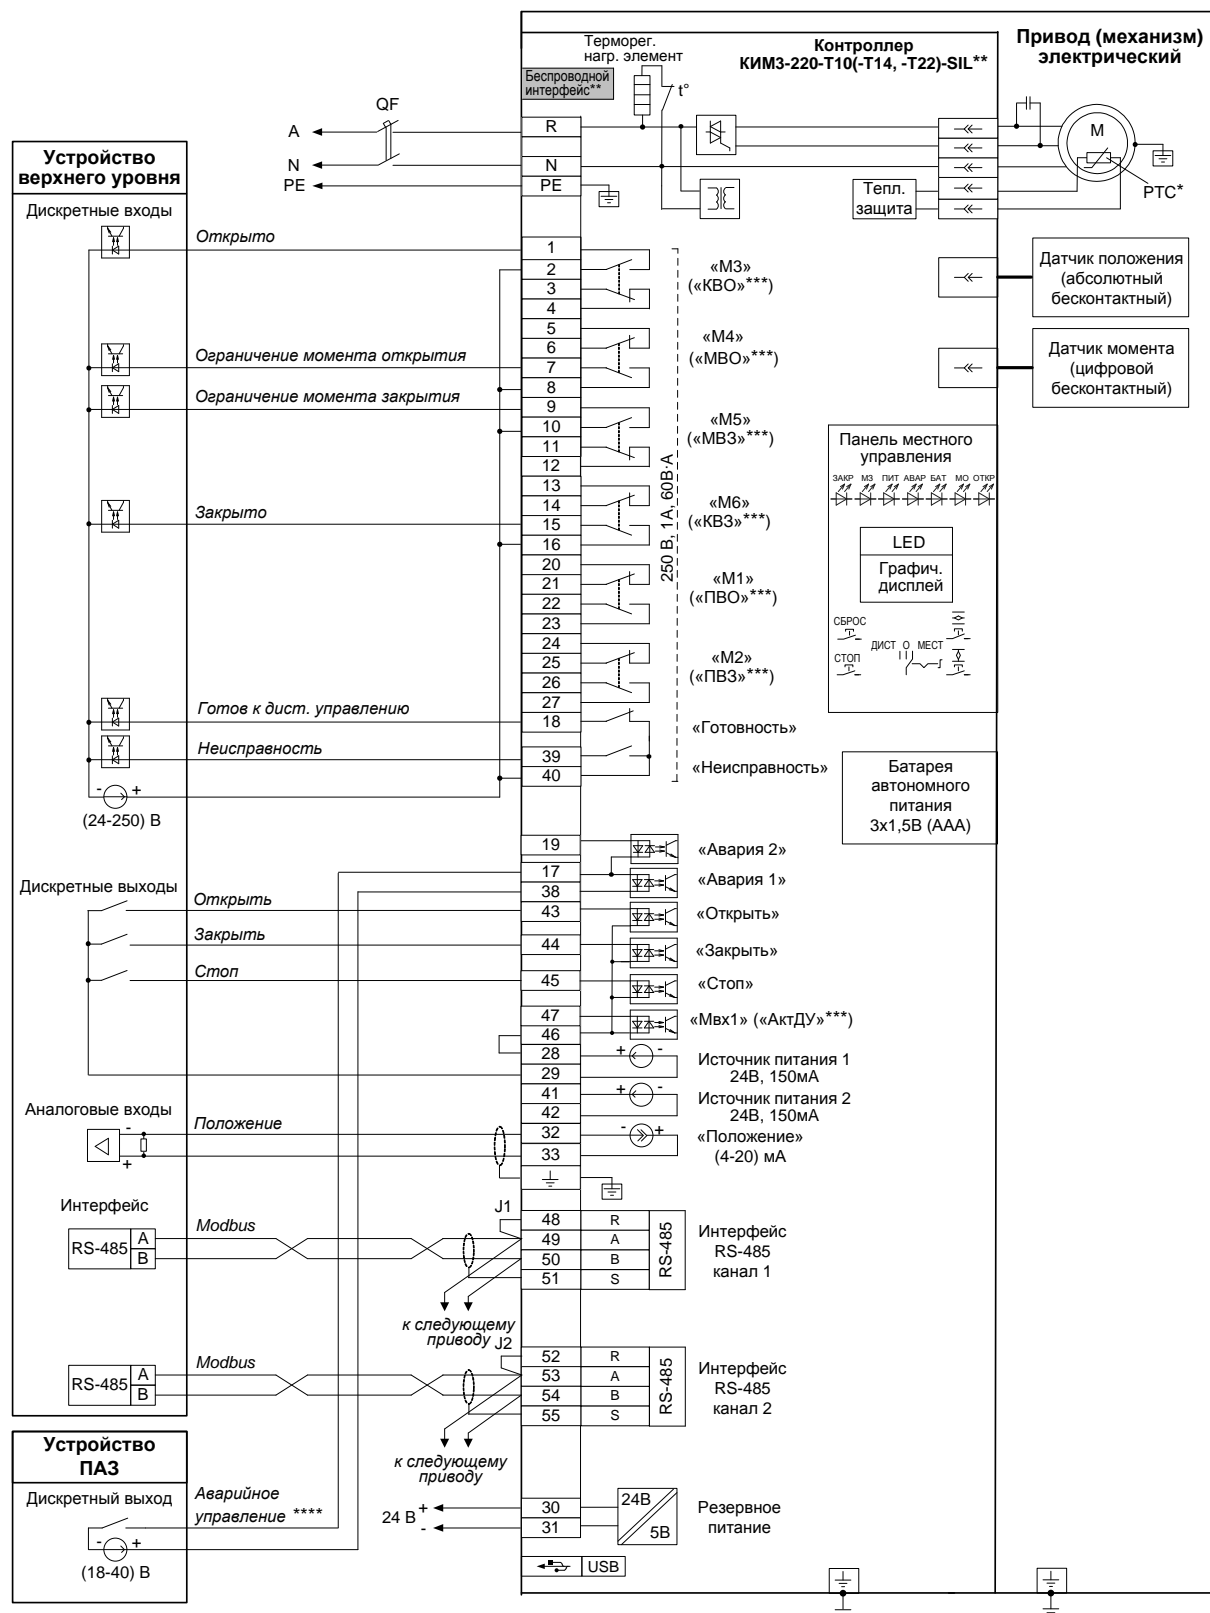 Терморег.
нагр. элемент
Контроллер
КИМ3-220-Т10(-Т14, -Т22)-SIL**
Привод (механизм)
электрический
Беспроводной
интерфейс**
t°
QF
A
R
N
N
PE
PE
M
РТС*
Тепл.
защита
Устройство
верхнего уровня
Дискретные входы
Открыто
1
2
3
4
«М3»
(«КВО»***)
Датчик положения
(абсолютный
бесконтактный)
5
6
7
8
«М4»
(«МВО»***)
Ограничение момента открытия
Датчик момента
(цифровой
бесконтактный)
Ограничение момента закрытия
9
10
11
12
«М5»
(«МВЗ»***)
250 В, 1А, 60В·А
Панель местного
управления
ЗАКР МЗ ПИТ АВАР БАТ МО ОТКР
Закрыто
13
14
15
16
«М6»
(«КВЗ»***)
LED
Графич.
дисплей
20
21
22
23
«М1»
(«ПВО»***)
СБРОС
СТОП
ДИСТ О МЕСТ
24
25
26
27
«М2»
(«ПВЗ»***)
Готов к дист. управлению
18
«Готовность»
Неисправность
39
40
«Неисправность»
- +
(24-250) В
Батарея
автономного
питания
3х1,5В (ААА)
19
«Авария 2»
17
38
«Авария 1»
Дискретные выходы
Открыть
43
«Открыть»
Закрыть
44
«Закрыть»
Стоп
45
«Стоп»
47
46
«Мвх1» («АктДУ»***)
28
29
+ -
Источник питания 1
24В, 150мА
41
42
+ -
Источник питания 2
24В, 150мА
Аналоговые входы
-
+
Положение
32
33
- +
«Положение»
(4-20) мА
Интерфейс
RS-485
A
B
Modbus
J1
48 R
49 A
50 B
51 S
RS-485
Интерфейс
RS-485
канал 1
к следующему
приводу
RS-485
A
B
Modbus
J2
52 R
53 A
54 B
55 S
RS-485
Интерфейс
RS-485
канал 2
к следующему
приводу
Устройство
ПАЗ
Дискретный выход
Аварийное
управление ****
- +
(18-40) В
24 В
+
-
30
31
24В
5В
Резервное
питание
USB